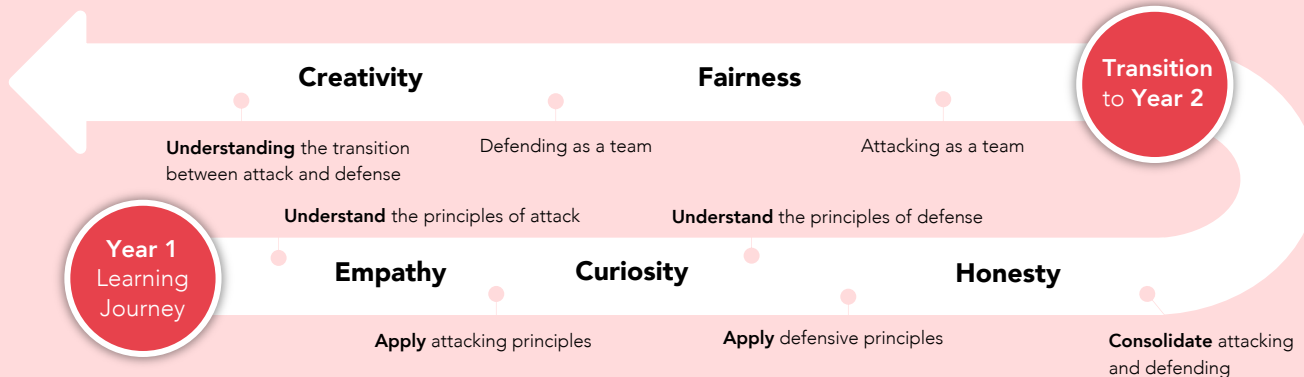 Creativity
Fairness
Transition
to Year 2
Understanding the transition
between attack and defense
Defending as a team
Attacking as a team
Understand the principles of attack
Understand the principles of defense
Year 1
Learning
Journey
Empathy
Curiosity
Honesty
Apply attacking principles
Apply defensive principles
Consolidate attacking
and defending